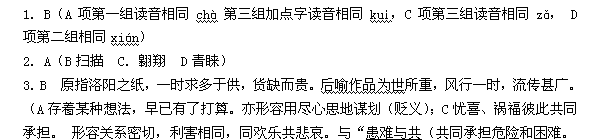 1. B（A 项第一组读音相同 chà 第三组加点字读音相同 kuì，C 项第三组读音相同 zǎ， D
项第二组相同 xián）
2. A（B 扫描 C. 翱翔 D 青睐）
3. B 原指洛阳之纸，一时求多于供，货缺而贵。后喻作品为世所重，风行一时，流传甚广。
（A 存着某种想法，早已有了打算。亦形容用尽心思地谋划（贬义）；C 忧喜、祸福彼此共同
承担。 形容关系密切，利害相同，同欢乐共悲哀。与“患难与共（共同承担危险和困难。